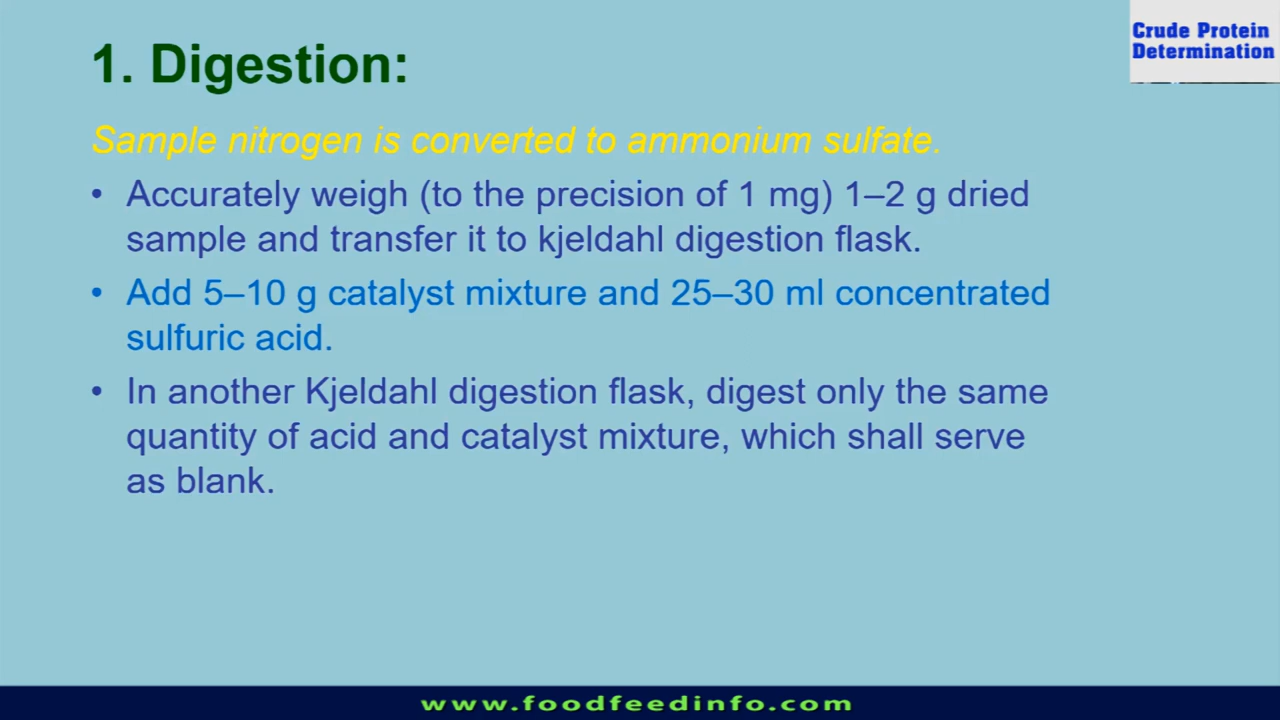 Crude Protein
Determination
1. Digestion:
Sample nitrogen is converted to ammonium sulfate.
• Accurately weigh (to the precision of 1 mg) 1–2 g dried
sample and transfer it to kjeldahl digestion flask.
• Add 5–10 g catalyst mixture and 25–30 ml concentrated
sulfuric acid.
• In another Kjeldahl digestion flask, digest only the same
quantity of acid and catalyst mixture, which shall serve
as blank.
www.foodfeedinfo.com